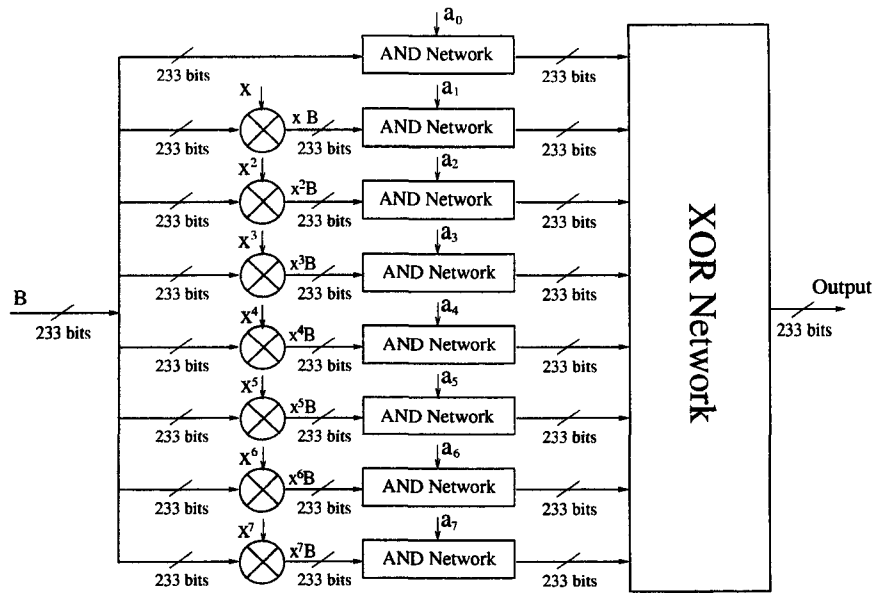 a₀
AND Network
233 bits
233 bits
X
a₁
x B
AND Network
233 bits
233 bits
233 bits
X²
a₂
x²B
AND Network
233 bits
233 bits
233 bits
X³
a₃
x³B
AND Network
233 bits
233 bits
233 bits
B
233 bits
X⁴
a₄
x⁴B
AND Network
233 bits
233 bits
233 bits
X⁵
a₅
x⁵B
AND Network
233 bits
233 bits
233 bits
X⁶
a₆
x⁶B
AND Network
233 bits
233 bits
233 bits
X⁷
a₇
x⁷B
AND Network
233 bits
233 bits
233 bits
XOR Network
Output
233 bits